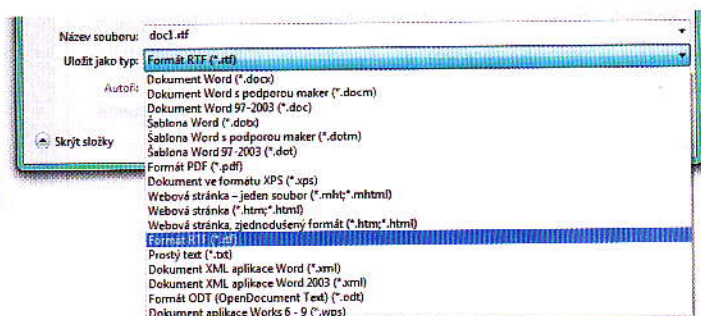 Název souboru: doc1.rtf
Uložit jako typ: Formát RTF (*.rtf)
Autoři:
Skrýt složky
Dokument Word (*.docx)
Dokument Word s podporou maker (*.docm)
Dokument Word 97-2003 (*.doc)
Šablona Word (*.dotx)
Šablona Word s podporou maker (*.dotm)
Šablona Word 97-2003 (*.dot)
Formát PDF (*.pdf)
Dokument ve formátu XPS (*.xps)
Webová stránka – jeden soubor (*.mht;*.mhtml)
Webová stránka (*.htm;*.html)
Webová stránka, zjednodušený formát (*.htm;*.html)
Formát RTF (*.rtf)
Prostý text (*.txt)
Dokument XML aplikace Word (*.xml)
Dokument XML aplikace Word 2003 (*.xml)
Formát ODT (OpenDocument Text) (*.odt)
Dokument aplikace Works 6 - 9 (*.wps)